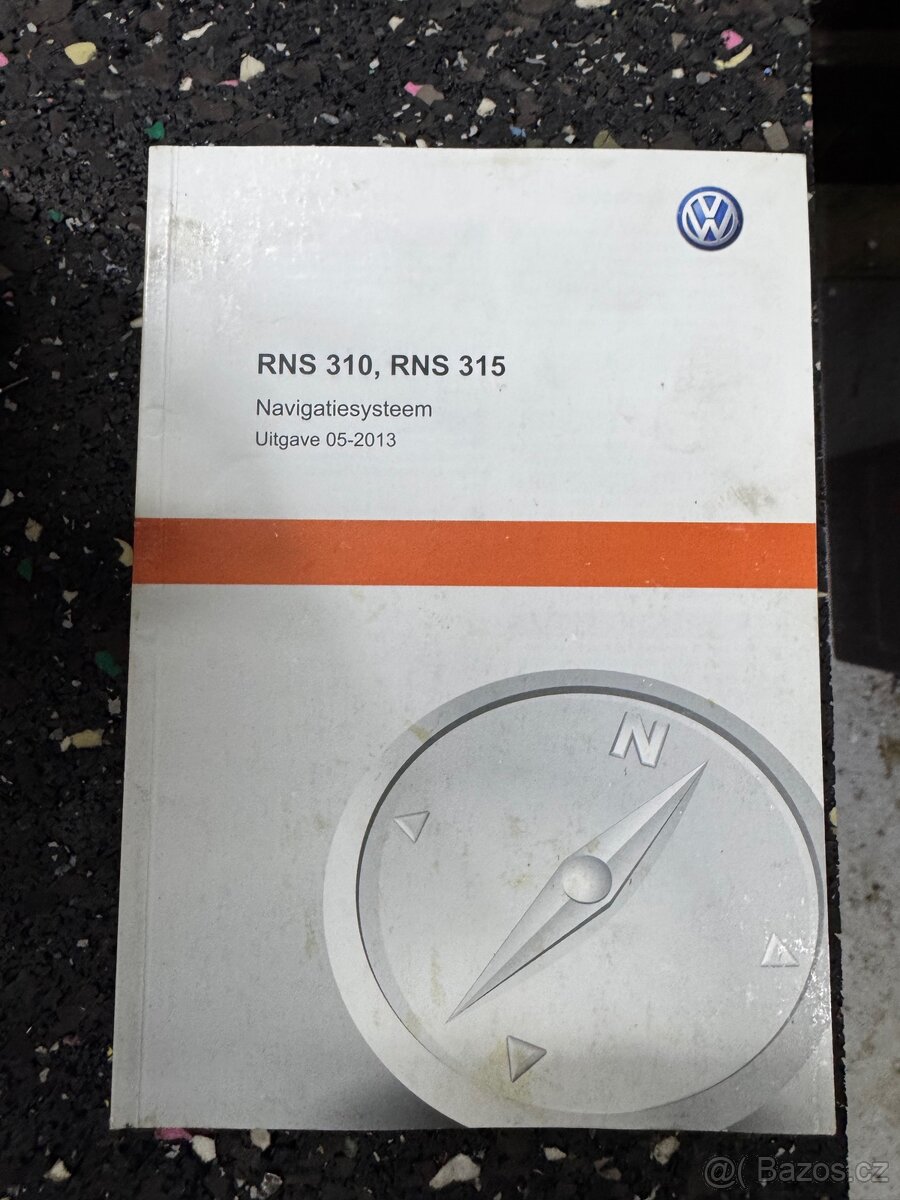 RNS 310, RNS 315
Navigatiesysteem
Uitgave 05-2013
N
@( Bazos.cz